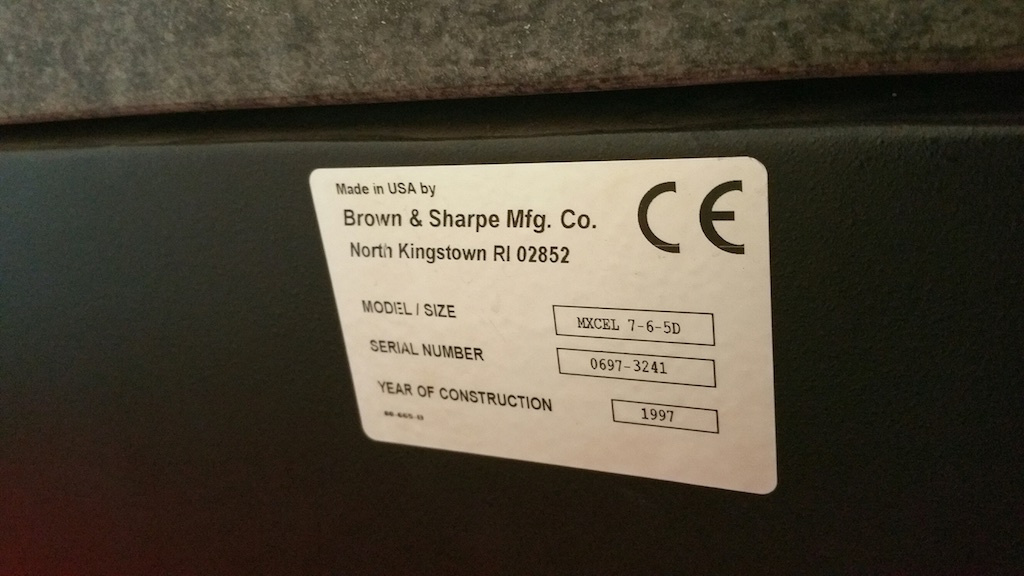 Made in USA by
Brown & Sharpe Mfg. Co.
North Kingstown RI 02852
CE
MODEL / SIZE MXCEL 7-6-5D
SERIAL NUMBER 0697-3241
YEAR OF CONSTRUCTION 1997